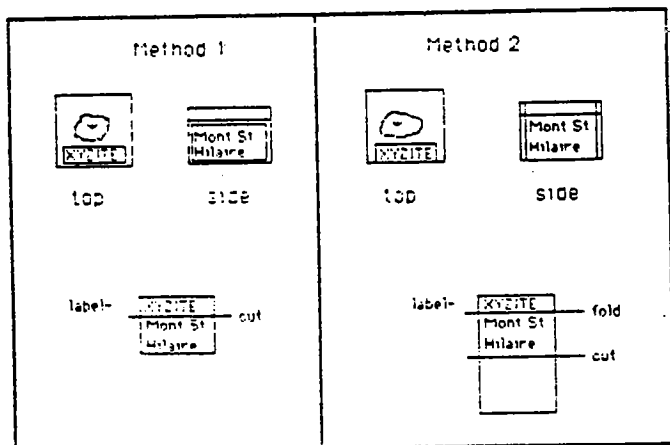 Method 1
XYZITE
Mont St
Hilaire
top
side
label-
XYZITE
cut
Mont St
Hilaire
Method 2
XYZITE
Mont St
Hilaire
top
side
label-
XYZITE
fold
Mont St
Hilaire
cut